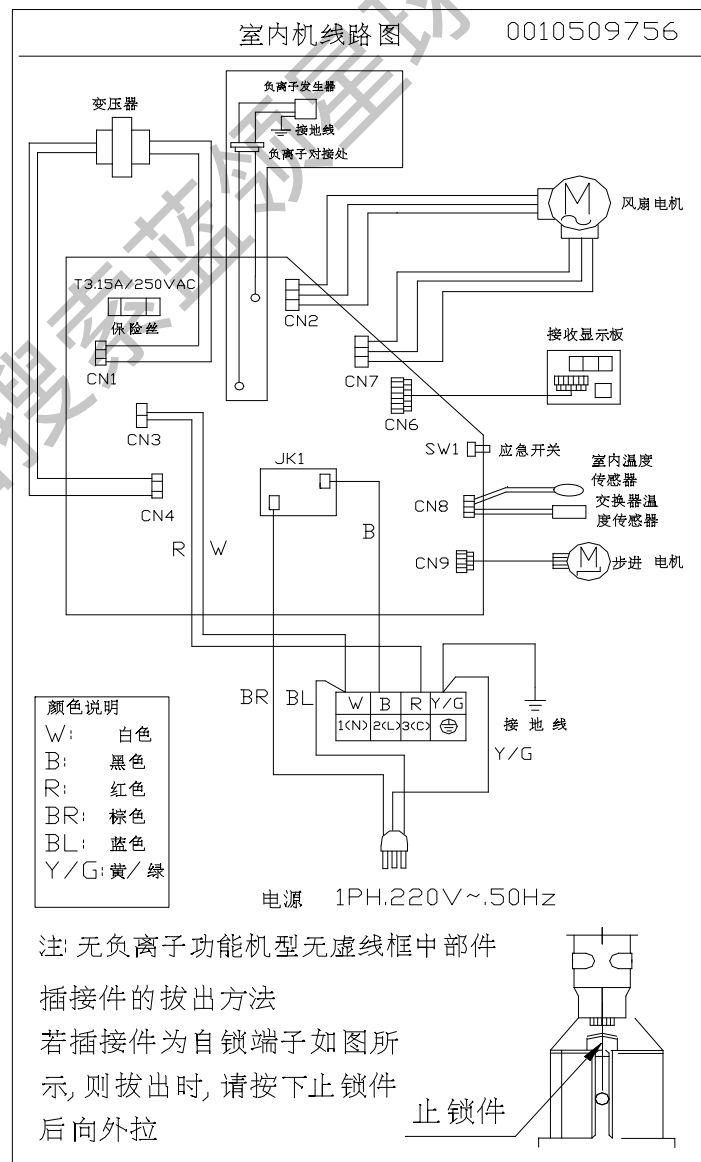 室内机线路图 0010509756
负离子发生器
变压器
接地线
负离子对接处
M
风扇电机
T3.15A/250VAC
保险丝
CN2
接收显示板
CN1
CN7
CN6
CN3
SW1 应急开关
JK1
室内温度
传感器
CN8
交换器温
度传感器
CN4
B
R W
CN9
M
步进 电机
BR BL
W B R Y/G
1(N) 2(L) 3(C)
接 地 线
Y/G
颜色说明
W: 白色
B: 黑色
R: 红色
BR: 棕色
BL: 蓝色
Y/G: 黄/ 绿
电源 1PH.220V~.50Hz
注: 无负离子功能机型无虚线框中部件
插接件的拔出方法
若插接件为自锁端子如图所
示, 则拔出时, 请按下止锁件
后向外拉
止锁件
搜索蓝领星球